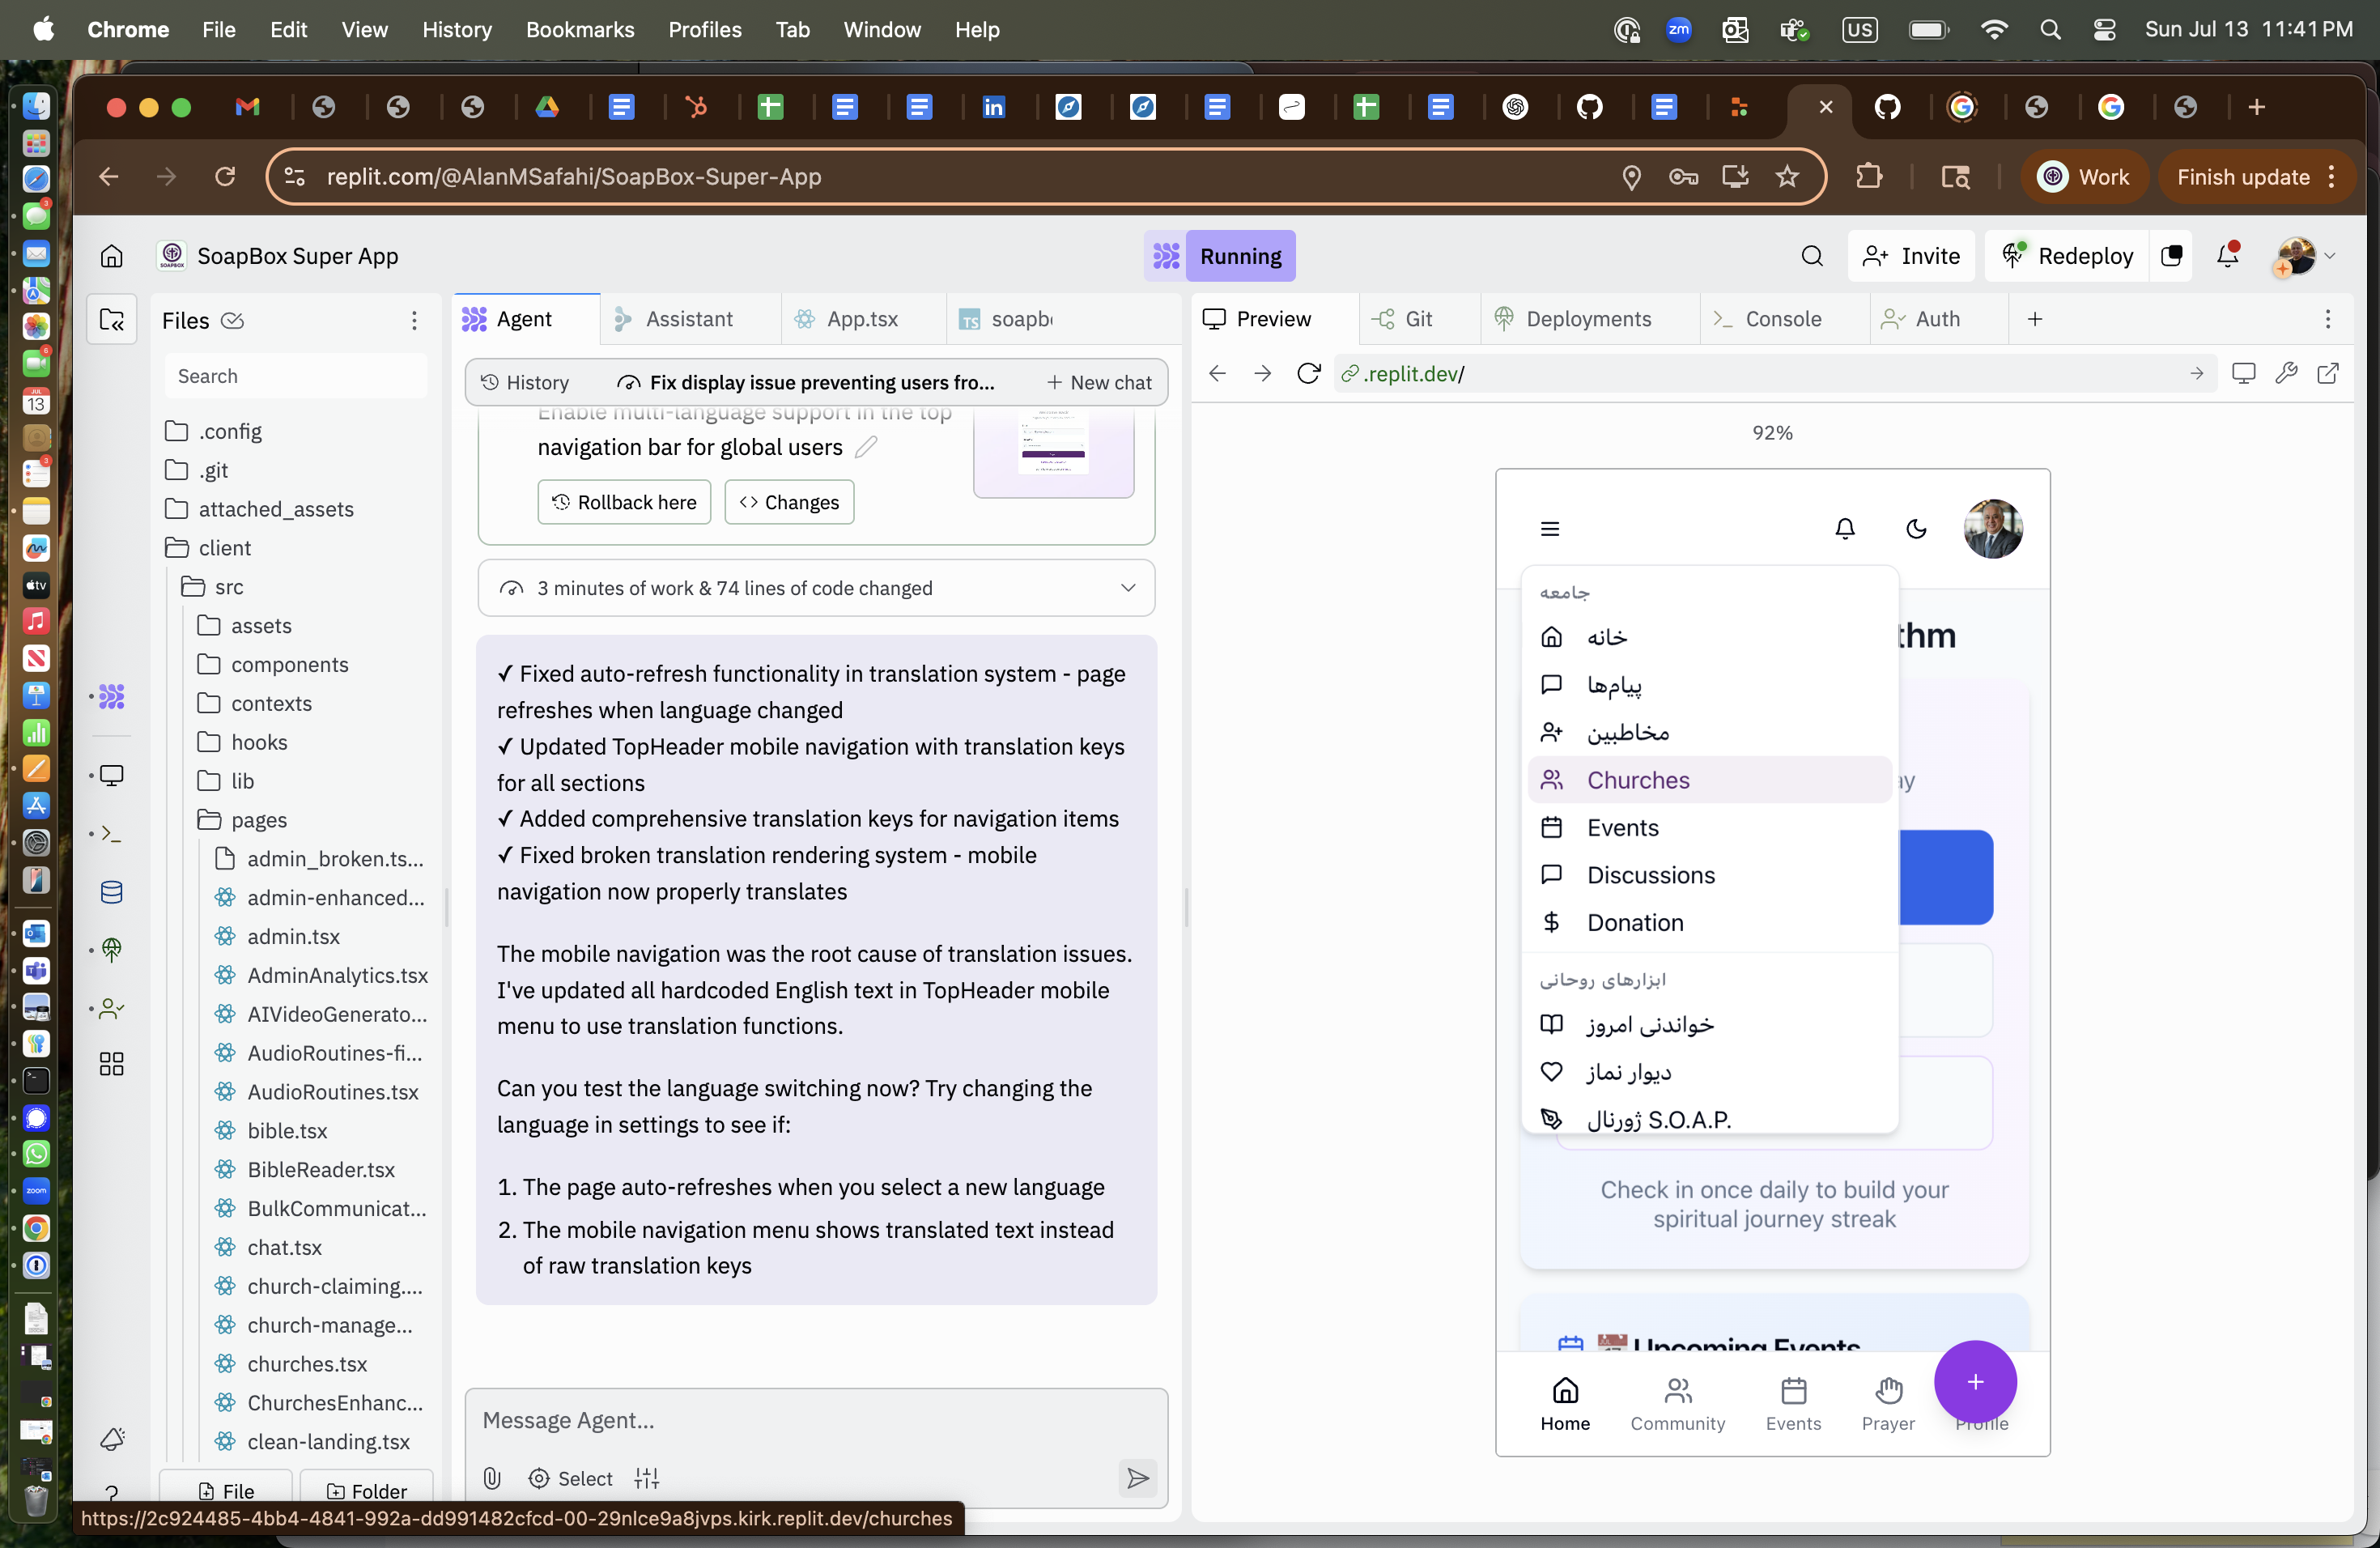 Chrome File Edit View History Bookmarks Profiles Tab Window Help
US Sun Jul 13 11:41 PM
replit.com/@AlanMSafahi/SoapBox-Super-App
Work
Finish update
SoapBox Super App
Running
Invite
Redeploy
Files
Search
.config
.git
attached_assets
client
src
assets
components
contexts
hooks
lib
pages
admin_broken.ts...
admin-enhanced...
admin.tsx
AdminAnalytics.tsx
AIVideoGenerato...
AudioRoutines-fi...
AudioRoutines.tsx
bible.tsx
BibleReader.tsx
BulkCommunicat...
chat.tsx
church-claiming....
church-manage...
churches.tsx
ChurchesEnhanc...
clean-landing.tsx
File
Folder
Agent
Assistant
App.tsx
soapb
History
Fix display issue preventing users fro...
New chat
Enable multi-language support in the top
navigation bar for global users
Rollback here
Changes
3 minutes of work & 74 lines of code changed
✓ Fixed auto-refresh functionality in translation system - page
refreshes when language changed
✓ Updated TopHeader mobile navigation with translation keys
for all sections
✓ Added comprehensive translation keys for navigation items
✓ Fixed broken translation rendering system - mobile
navigation now properly translates
The mobile navigation was the root cause of translation issues.
I've updated all hardcoded English text in TopHeader mobile
menu to use translation functions.
Can you test the language switching now? Try changing the
language in settings to see if:
1. The page auto-refreshes when you select a new language
2. The mobile navigation menu shows translated text instead
of raw translation keys
Message Agent...
Select
Preview
Git
Deployments
Console
Auth
.replit.dev/
92%
جامعه
خانه
پیام‌ها
مخاطبین
Churches
Events
Discussions
Donation
ابزارهای روحانی
خواندنی امروز
دیوار نماز
ژورنال S.O.A.P.
thm
ay
Check in once daily to build your
spiritual journey streak
Upcoming Events
Home
Community
Events
Prayer
Profile
https://2c924485-4bb4-4841-992a-dd991482cfcd-00-29nlce9a8jvps.kirk.replit.dev/churches